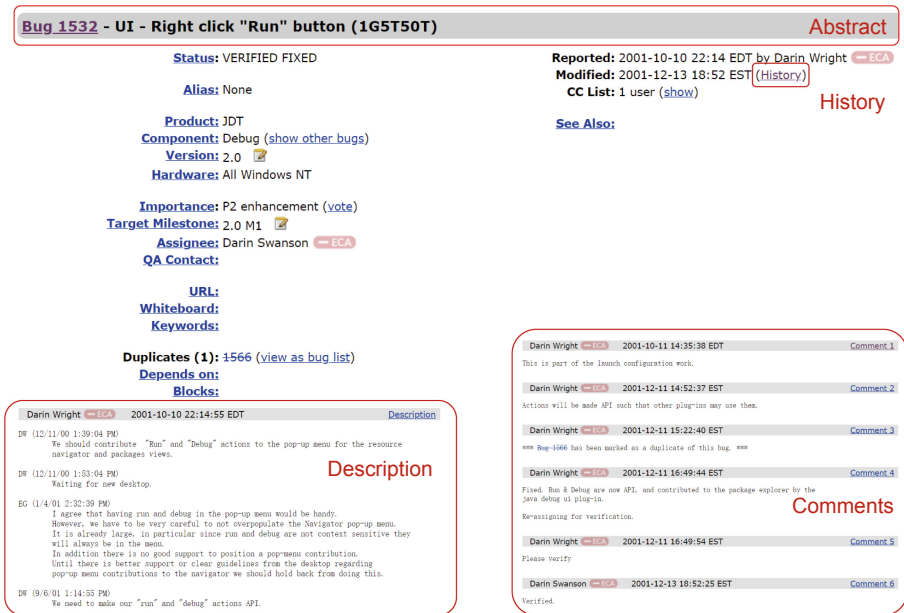 Bug 1532 - UI - Right click "Run" button (1G5T50T)
Abstract
Status: VERIFIED FIXED
Alias: None
Product: JDT
Component: Debug (show other bugs)
Version: 2.0
Hardware: All Windows NT
Importance: P2 enhancement (vote)
Target Milestone: 2.0 M1
Assignee: Darin Swanson — ECA
QA Contact:
URL:
Whiteboard:
Keywords:
Duplicates (1): 1566 (view as bug list)
Depends on:
Blocks:
Reported: 2001-10-10 22:14 EDT by Darin Wright — ECA
Modified: 2001-12-13 18:52 EST (History)
CC List: 1 user (show)
History
See Also:
Darin Wright — ECA 2001-10-10 22:14:55 EDT Description
DW (12/11/00 1:39:04 PM)
We should contribute "Run" and "Debug" actions to the pop-up menu for the resource
navigator and packages views.
Description
DW (12/11/00 1:53:04 PM)
Waiting for new desktop.
EG (1/4/01 2:32:39 PM)
I agree that having run and debug in the pop-up menu would be handy.
However, we have to be very careful to not overpopulate the Navigator pop-up menu.
It is already large, in particular since run and debug are not context sensitive they
will always be in the menu.
In addition there is no good support to position a pop-menu contribution.
Until there is better support or clear guidelines from the desktop regarding
pop-up menu contributions to the navigator we should hold back from doing this.
DW (9/6/01 1:14:55 PM)
We need to make our "run" and "debug" actions API.
Darin Wright — ECA 2001-10-11 14:35:38 EDT Comment 1
This is part of the launch configuration work.
Darin Wright — ECA 2001-12-11 14:52:37 EST Comment 2
Actions will be made API such that other plug-ins may use them.
Darin Wright — ECA 2001-12-11 15:22:40 EST Comment 3
*** Bug 1566 has been marked as a duplicate of this bug. ***
Darin Wright — ECA 2001-12-11 16:49:44 EST Comment 4
Fixed. Run & Debug are now API, and contributed to the package explorer by the
java debug ui plug-in.
Comments
Re-assigning for verification.
Darin Wright — ECA 2001-12-11 16:49:54 EST Comment 5
Please verify
Darin Swanson — ECA 2001-12-13 18:52:25 EST Comment 6
Verified.